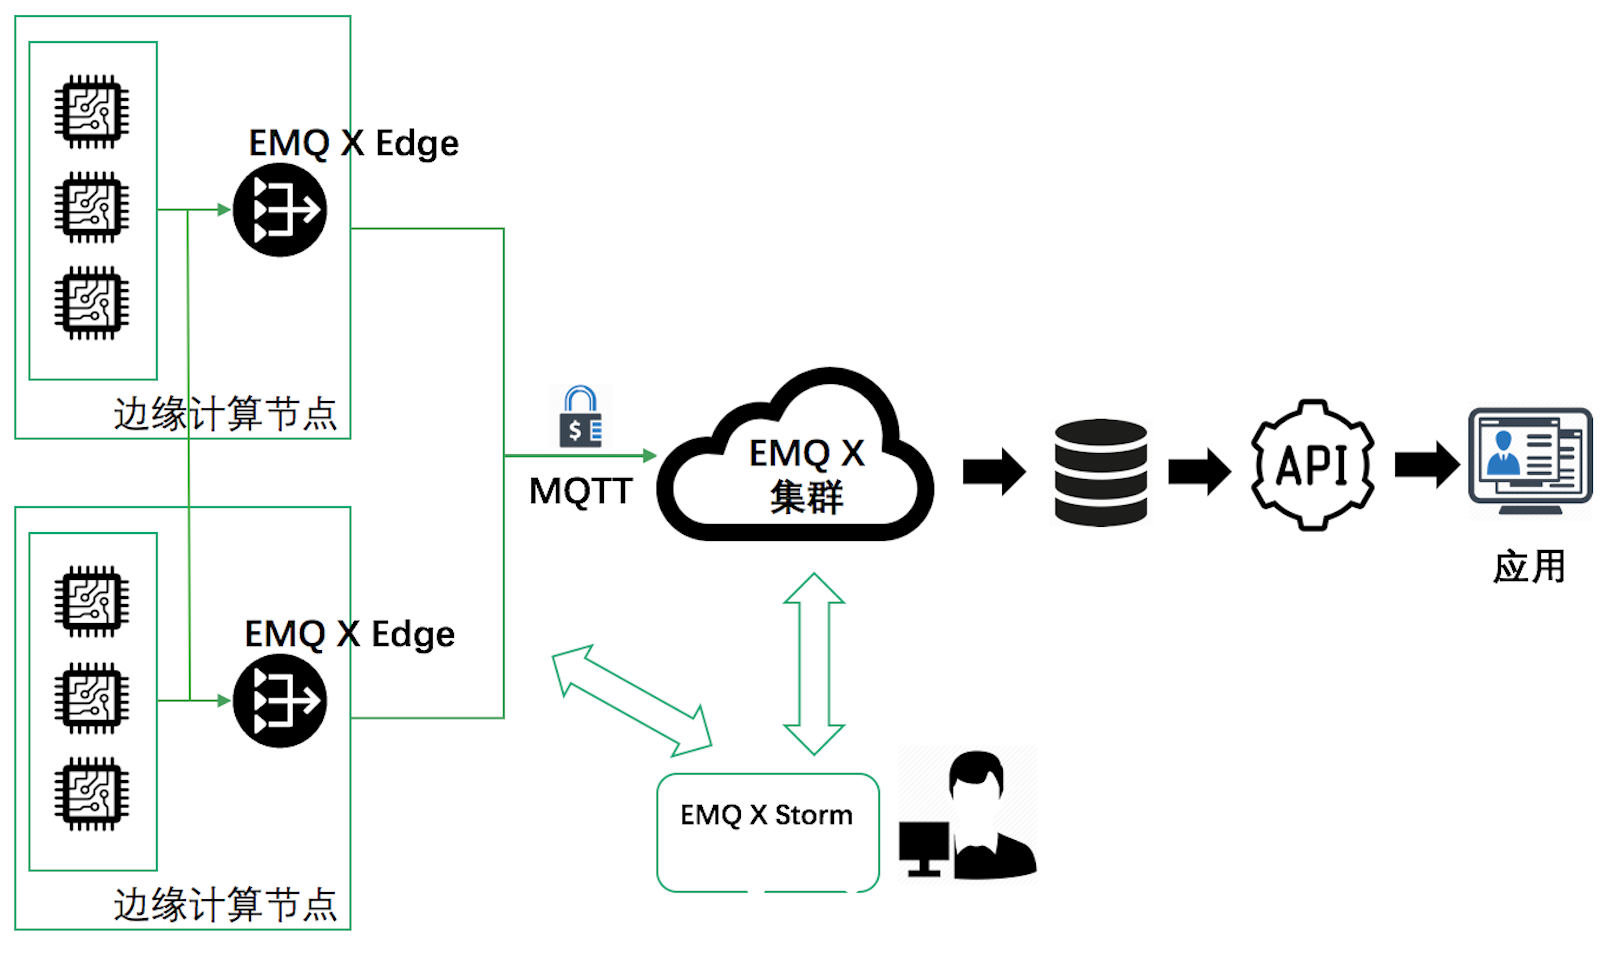 EMQ X Edge
边缘计算节点
EMQ X Edge
边缘计算节点
$
MQTT
EMQ X
集群
API
应用
EMQ X Storm